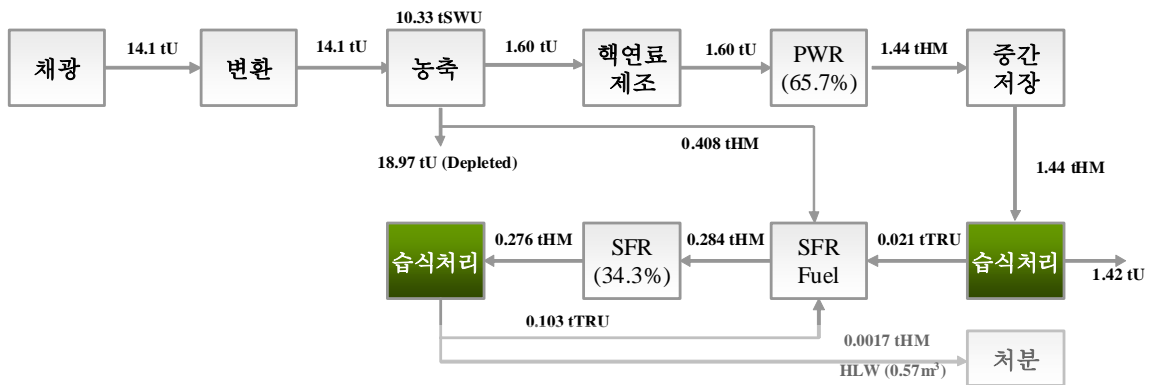 10.33 tSWU
채광
14.1 tU
변환
14.1 tU
농축
1.60 tU
핵연료
제조
1.60 tU
PWR
(65.7%)
1.44 tHM
중간
저장
18.97 tU (Depleted)
0.408 tHM
1.44 tHM
습식처리
0.276 tHM
SFR
(34.3%)
0.284 tHM
SFR
Fuel
0.021 tTRU
습식처리
1.42 tU
0.103 tTRU
0.0017 tHM
HLW (0.57m³)
처분